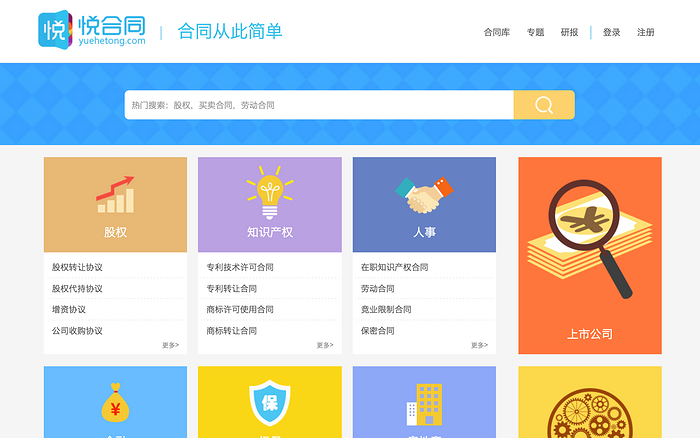 悦 悦合同 yuehetong.com | 合同从此简单
合同库 专题 研报 | 登录 注册
热门搜索：股权、买卖合同、劳动合同
股权
股权转让协议
股权代持协议
增资协议
公司收购协议
更多>
知识产权
专利技术许可合同
专利转让合同
商标许可使用合同
商标转让合同
更多>
人事
在职知识产权合同
劳动合同
竞业限制合同
保密合同
更多>
上市公司
¥
保